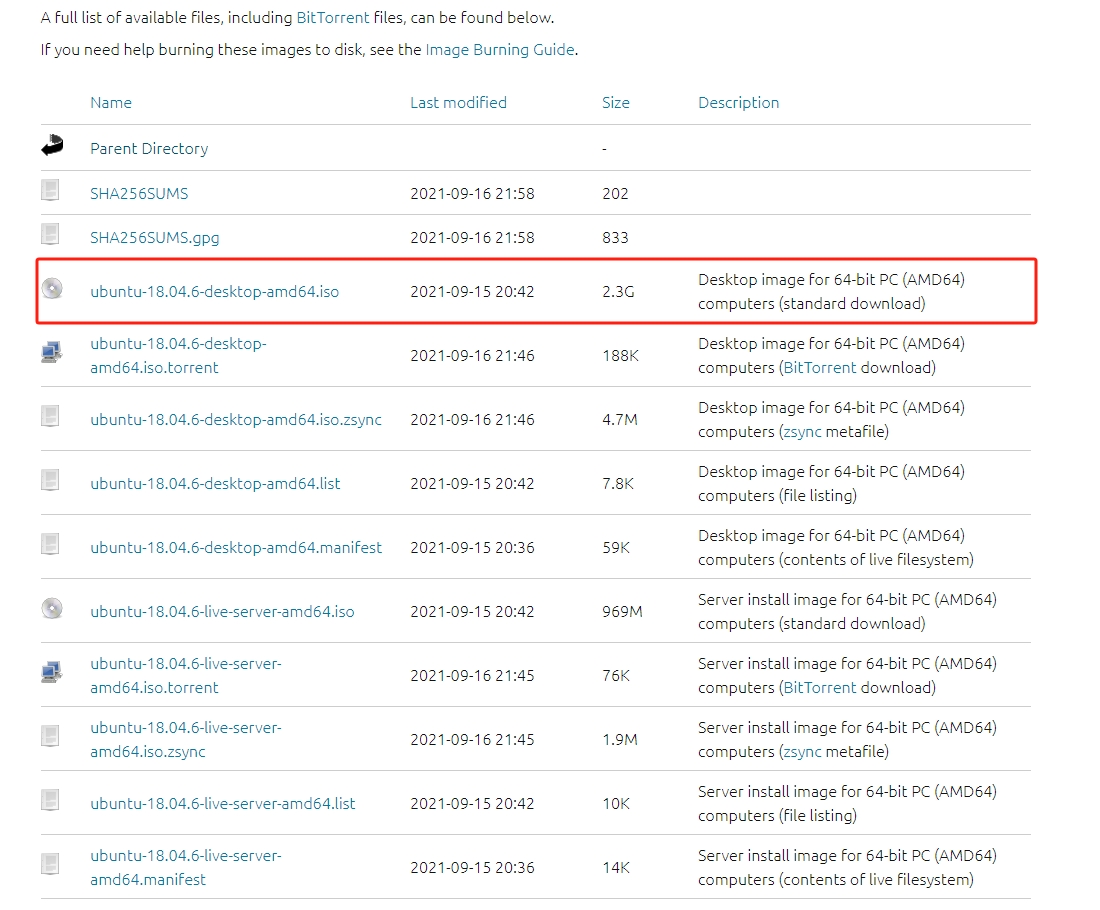 A full list of available files, including BitTorrent files, can be found below.
If you need help burning these images to disk, see the Image Burning Guide.
Name Last modified Size Description
Parent Directory -
SHA256SUMS 2021-09-16 21:58 202
SHA256SUMS.gpg 2021-09-16 21:58 833
ubuntu-18.04.6-desktop-amd64.iso 2021-09-15 20:42 2.3G Desktop image for 64-bit PC (AMD64)
computers (standard download)
ubuntu-18.04.6-desktop-
amd64.iso.torrent 2021-09-16 21:46 188K Desktop image for 64-bit PC (AMD64)
computers (BitTorrent download)
ubuntu-18.04.6-desktop-amd64.iso.zsync 2021-09-16 21:46 4.7M Desktop image for 64-bit PC (AMD64)
computers (zsync metafile)
ubuntu-18.04.6-desktop-amd64.list 2021-09-15 20:42 7.8K Desktop image for 64-bit PC (AMD64)
computers (file listing)
ubuntu-18.04.6-desktop-amd64.manifest 2021-09-15 20:36 59K Desktop image for 64-bit PC (AMD64)
computers (contents of live filesystem)
ubuntu-18.04.6-live-server-amd64.iso 2021-09-15 20:42 969M Server install image for 64-bit PC (AMD64)
computers (standard download)
ubuntu-18.04.6-live-server-
amd64.iso.torrent 2021-09-16 21:45 76K Server install image for 64-bit PC (AMD64)
computers (BitTorrent download)
ubuntu-18.04.6-live-server-
amd64.iso.zsync 2021-09-16 21:45 1.9M Server install image for 64-bit PC (AMD64)
computers (zsync metafile)
ubuntu-18.04.6-live-server-amd64.list 2021-09-15 20:42 10K Server install image for 64-bit PC (AMD64)
computers (file listing)
ubuntu-18.04.6-live-server-
amd64.manifest 2021-09-15 20:36 14K Server install image for 64-bit PC (AMD64)
computers (contents of live filesystem)